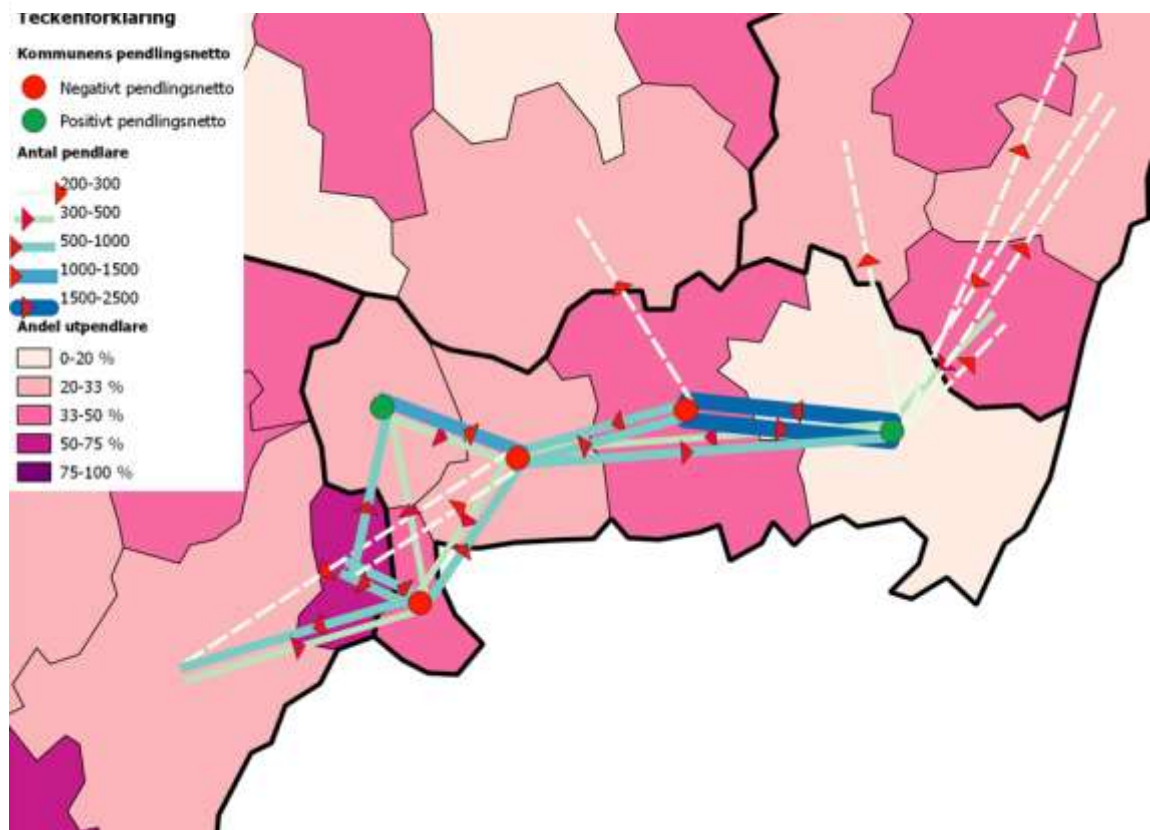 Teckenförklaring
Kommunens pendlingsnetto
Negativt pendlingsnetto
Positivt pendlingsnetto
Antal pendlare
200-300
300-500
500-1000
1000-1500
1500-2500
Andel utpendlare
0-20 %
20-33 %
33-50 %
50-75 %
75-100 %